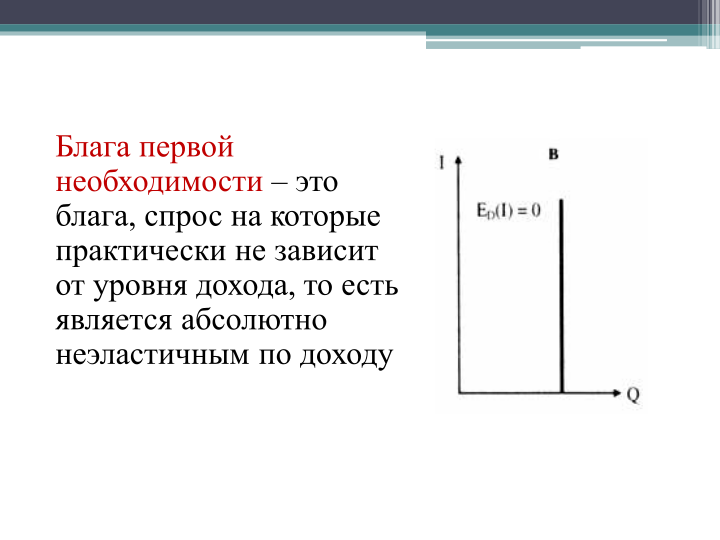 Блага первой
необходимости – это
блага, спрос на которые
практически не зависит
от уровня дохода, то есть
является абсолютно
неэластичным по доходу
В
I
E_D(I) = 0
Q